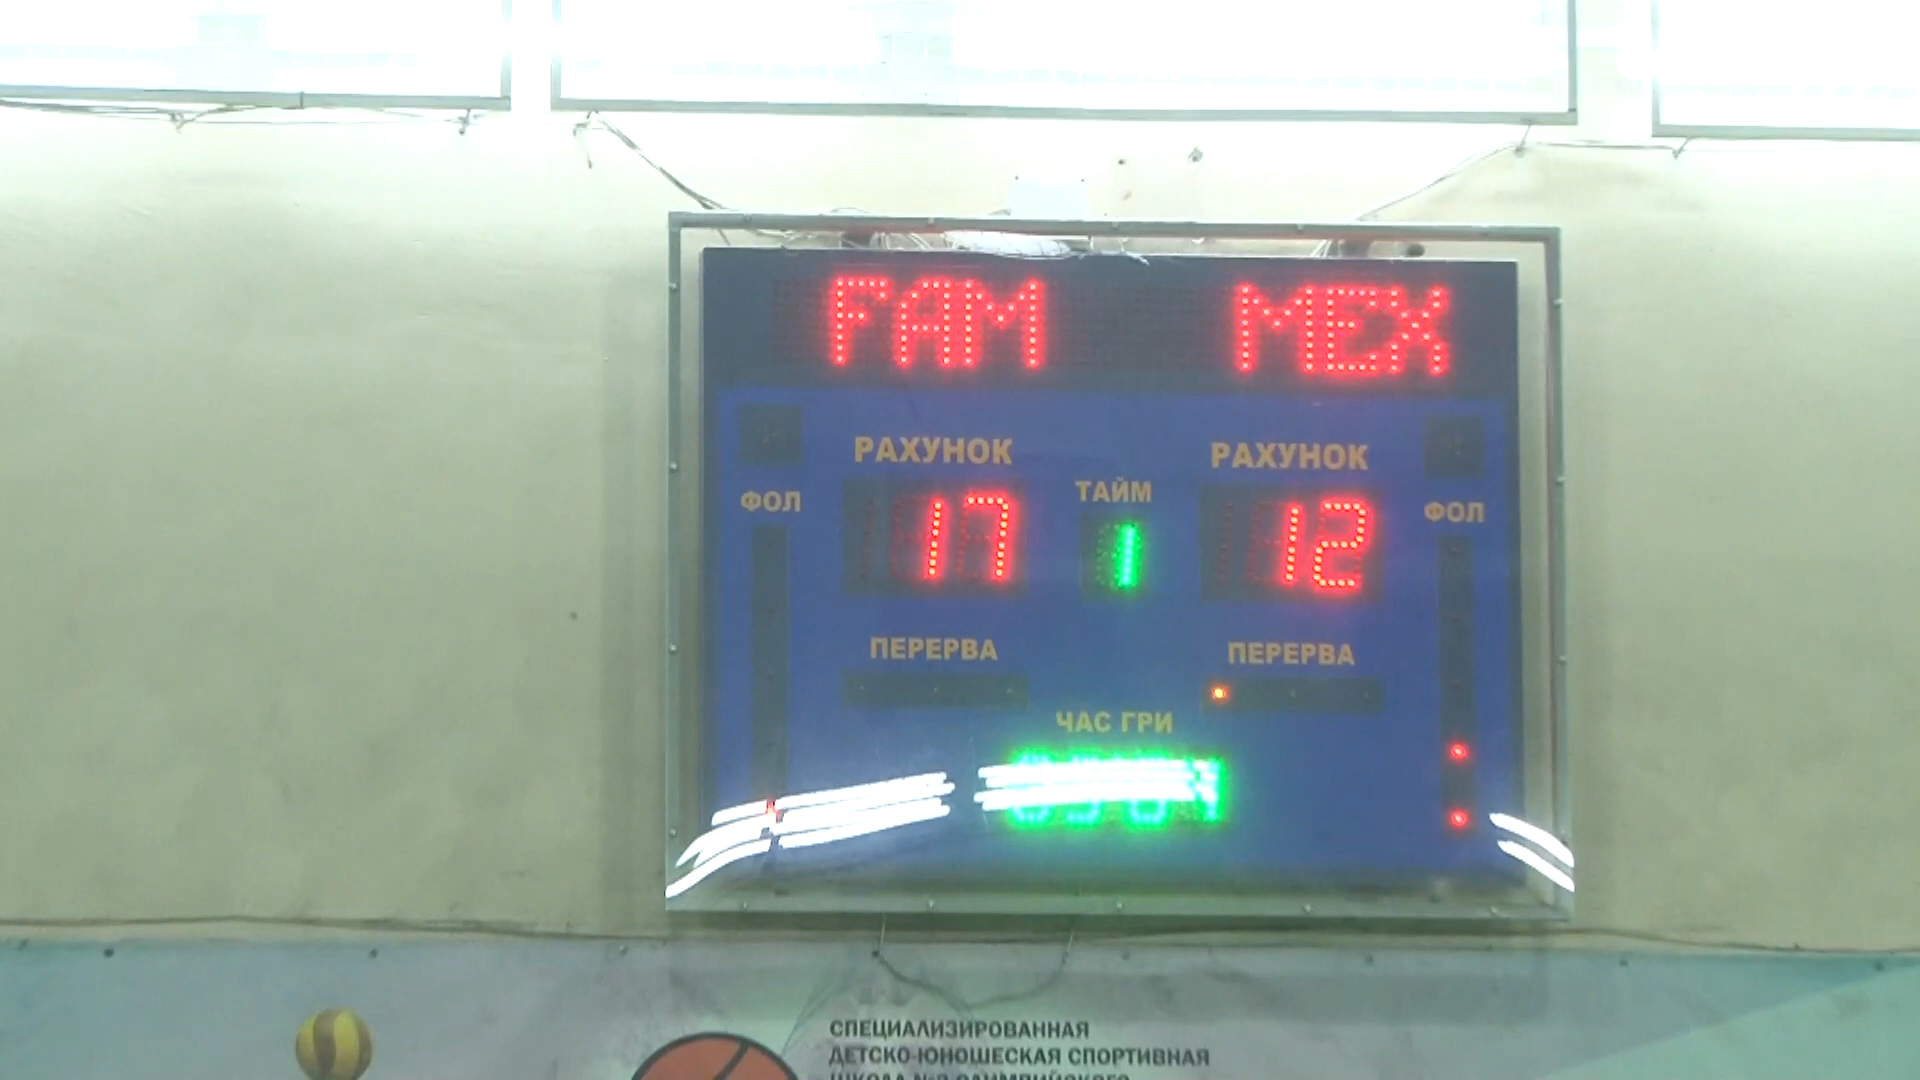 FAM MEX
РАХУНОК РАХУНОК
ФОЛ ТАЙМ ФОЛ
17 1 12
ПЕРЕРВА ПЕРЕРВА
ЧАС ГРИ
СПЕЦИАЛИЗИРОВАННАЯ
ДЕТСКО-ЮНОШЕСКАЯ СПОРТИВНАЯ